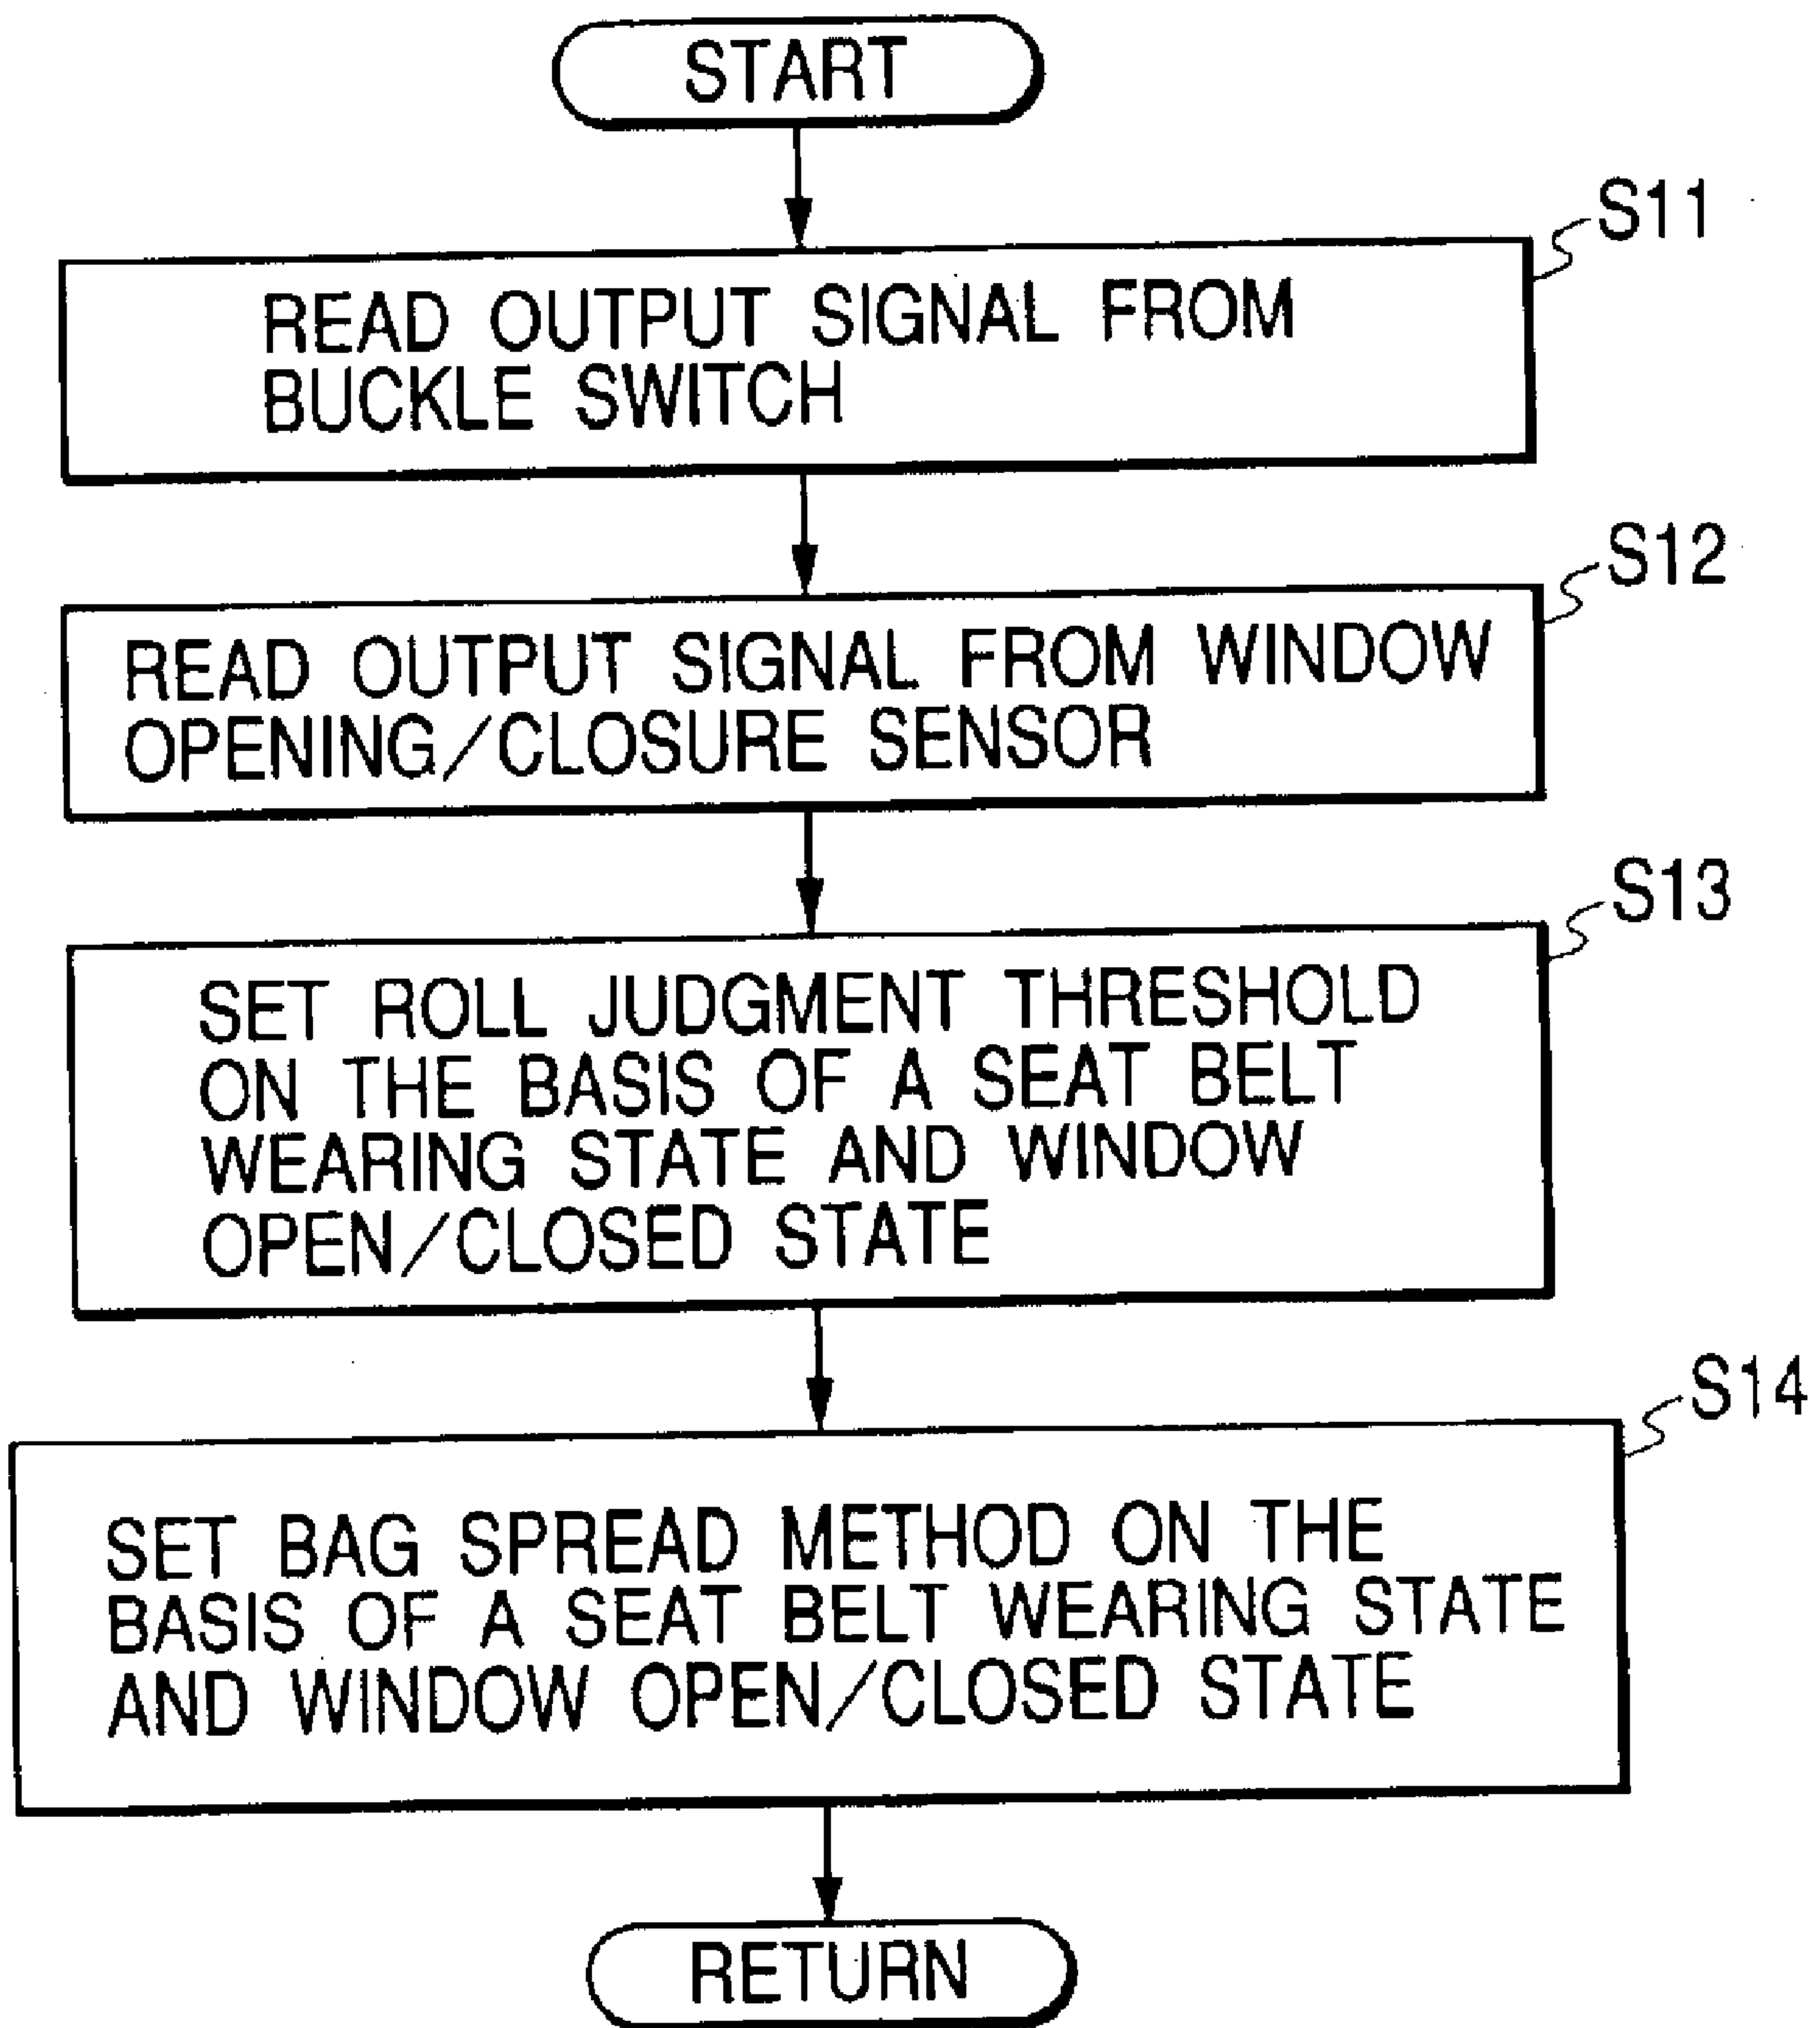 START
S11
READ OUTPUT SIGNAL FROM
BUCKLE SWITCH
S12
READ OUTPUT SIGNAL FROM WINDOW
OPENING/CLOSURE SENSOR
S13
SET ROLL JUDGMENT THRESHOLD
ON THE BASIS OF A SEAT BELT
WEARING STATE AND WINDOW
OPEN/CLOSED STATE
S14
SET BAG SPREAD METHOD ON THE
BASIS OF A SEAT BELT WEARING STATE
AND WINDOW OPEN/CLOSED STATE
RETURN